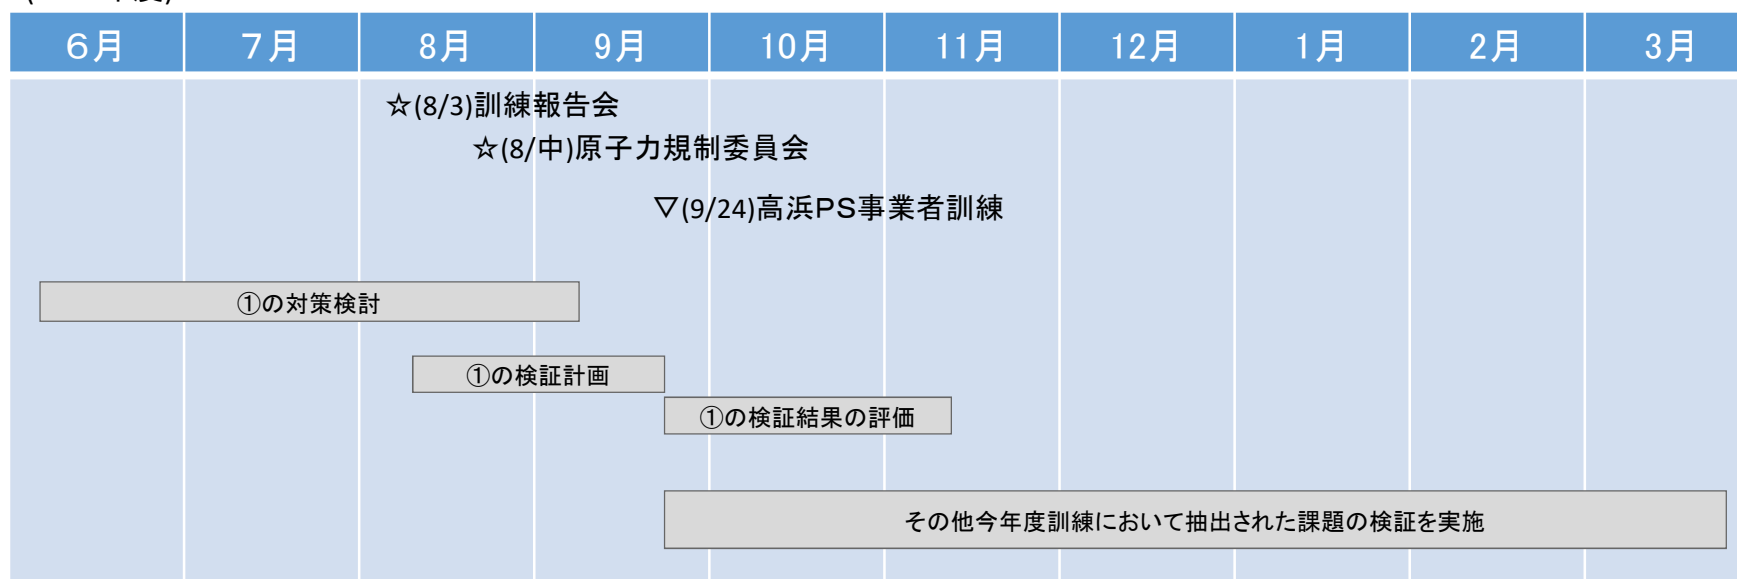 ６月 ７月 8月 9月 10月 11月 12月 1月 2月 3月
☆(8/3)訓練報告会
☆(8/中)原子力規制委員会
▽(9/24)高浜PS事業者訓練
①の対策検討
①の検証計画
①の検証結果の評価
その他今年度訓練において抽出された課題の検証を実施